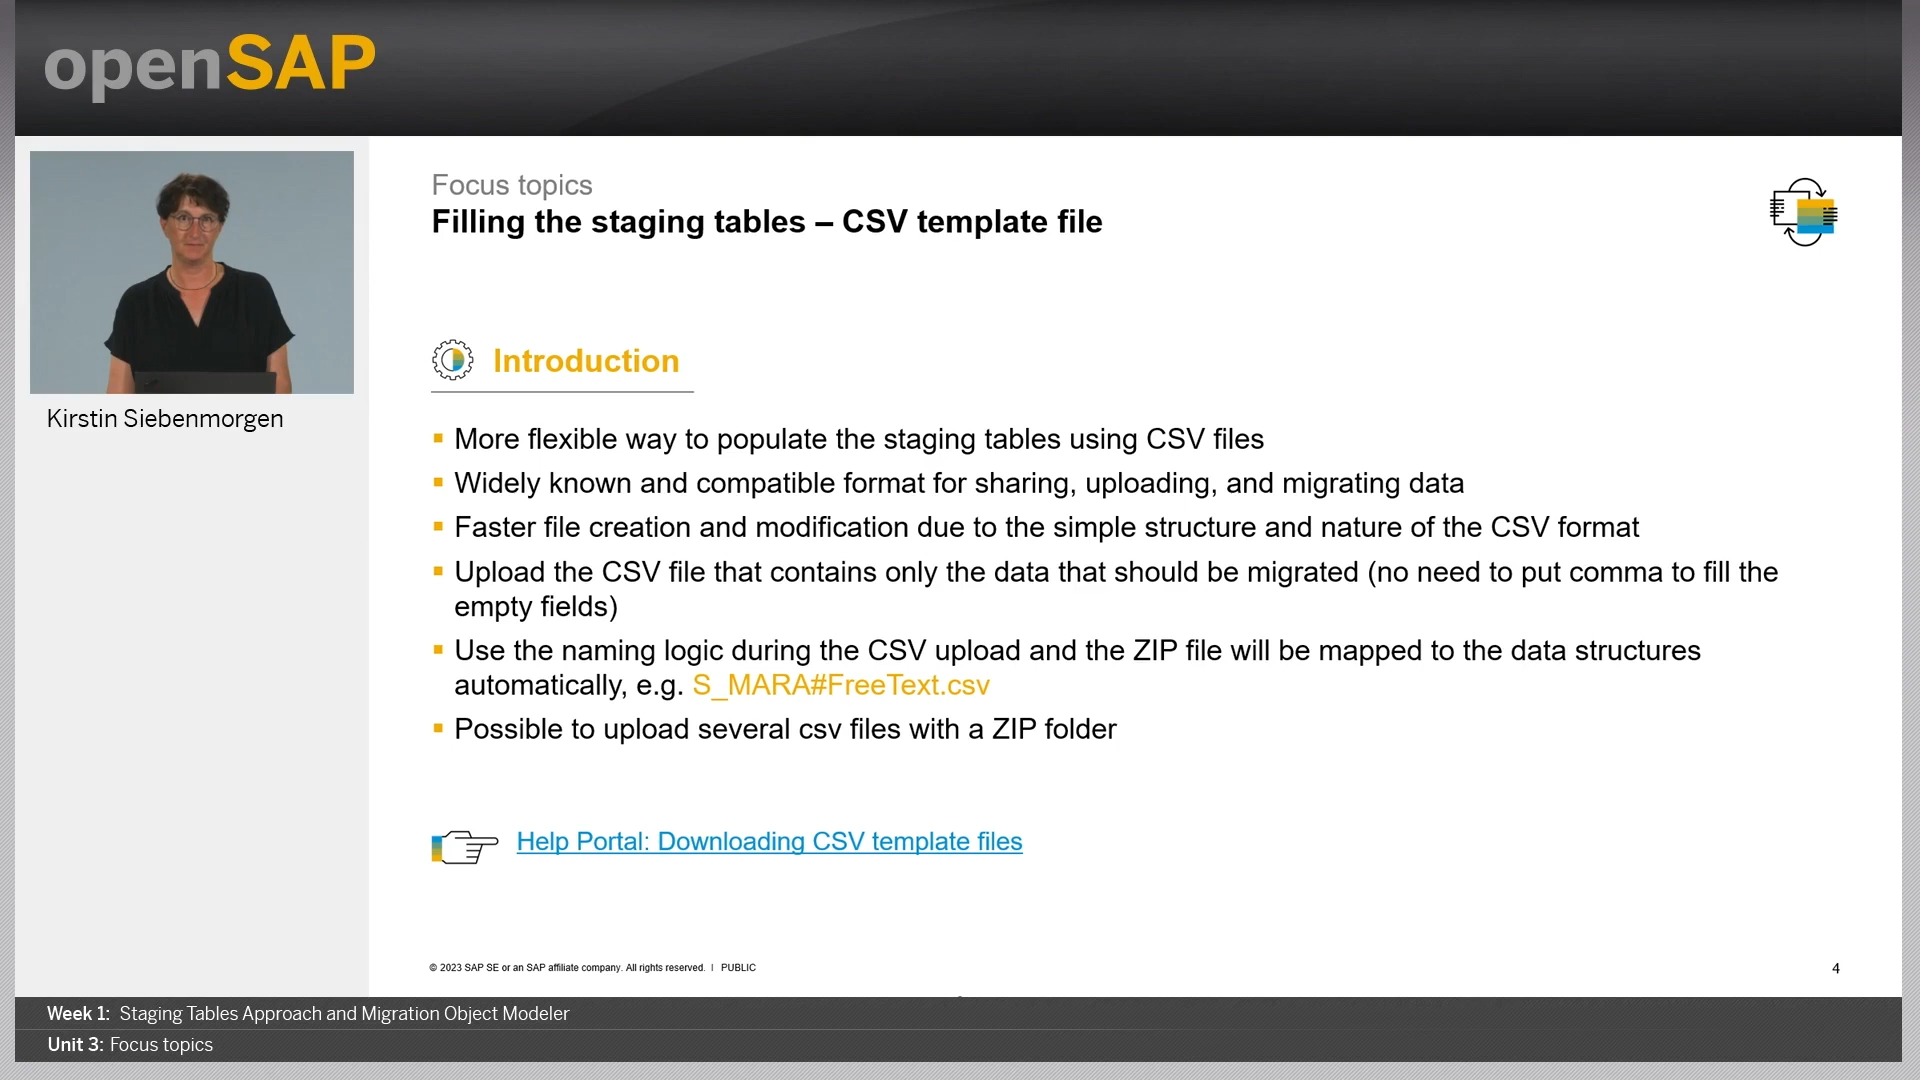 openSAP
Kirstin Siebenmorgen
Focus topics
Filling the staging tables – CSV template file
Introduction
▪ More flexible way to populate the staging tables using CSV files
▪ Widely known and compatible format for sharing, uploading, and migrating data
▪ Faster file creation and modification due to the simple structure and nature of the CSV format
▪ Upload the CSV file that contains only the data that should be migrated (no need to put comma to fill the
empty fields)
▪ Use the naming logic during the CSV upload and the ZIP file will be mapped to the data structures
automatically, e.g. S_MARA#FreeText.csv
▪ Possible to upload several csv files with a ZIP folder
Help Portal: Downloading CSV template files
© 2023 SAP SE or an SAP affiliate company. All rights reserved. | PUBLIC
4
Week 1: Staging Tables Approach and Migration Object Modeler
Unit 3: Focus topics